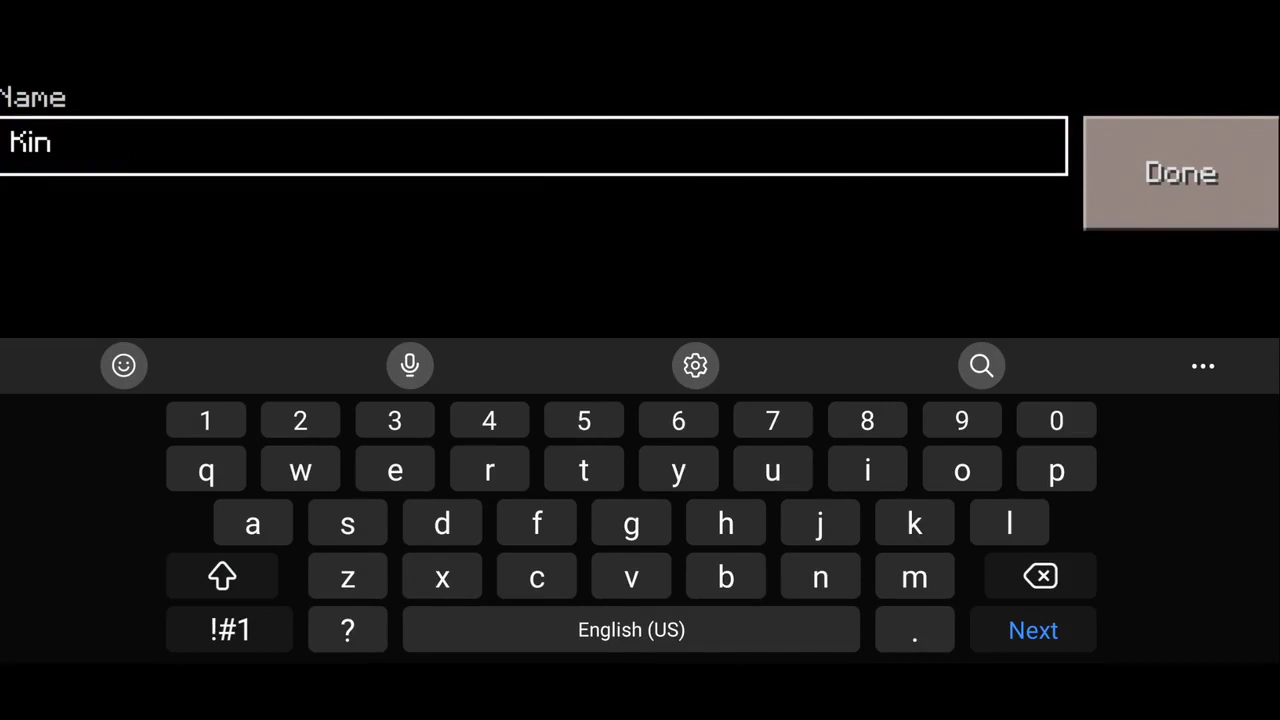 Name
Kin
Done
1 2 3 4 5 6 7 8 9 0
q w e r t y u i o p
a s d f g h j k l
z x c v b n m
!#1 ? English (US) . Next